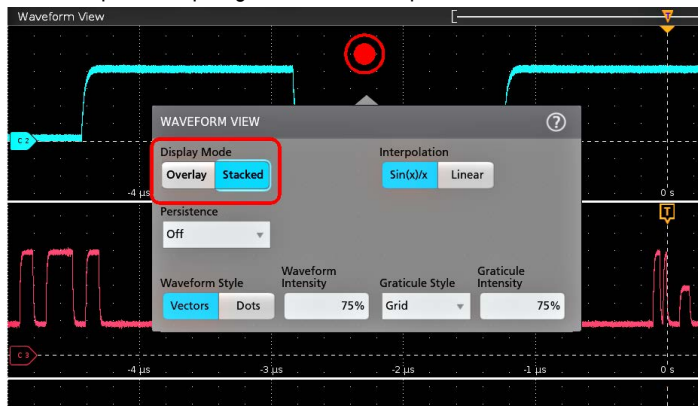 Waveform View
C 2
WAVEFORM VIEW
?
Display Mode
Interpolation
Overlay Stacked
Sin(x)/x Linear
-4 µs
0 s
Persistence
T
Off
Waveform Style
Waveform Intensity
Graticule Style
Graticule Intensity
Vectors Dots
75%
Grid
75%
C 3
-4 µs -3 µs -2 µs -1 µs 0 s